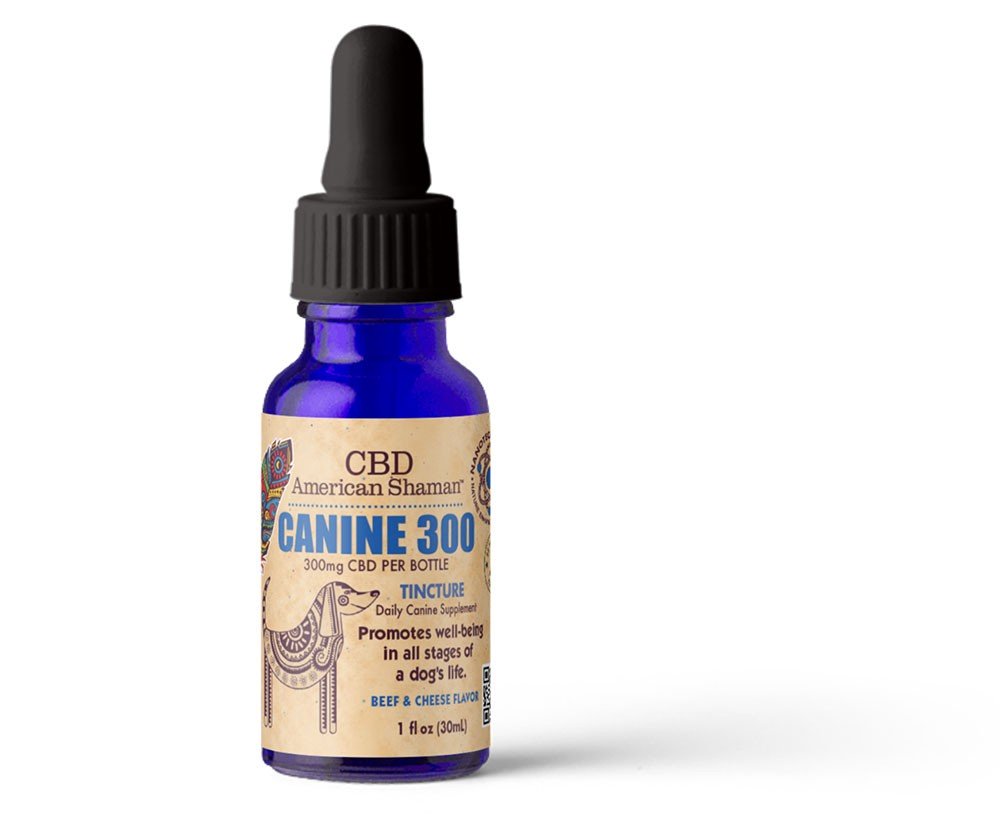 CBD
American Shaman™
CANINE 300
300mg CBD PER BOTTLE
TINCTURE
Daily Canine Supplement
Promotes well-being
in all stages of
a dog's life.
BEEF & CHEESE FLAVOR
1 fl oz (30mL)